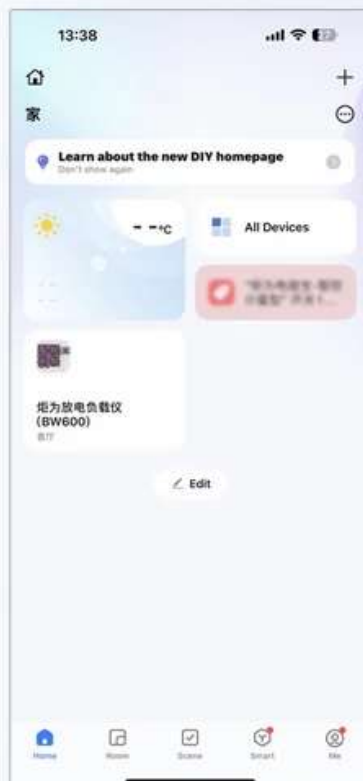 13:38
家
Learn about the new DIY homepage
Don't show again
- -°C
All Devices
炬为放电负载仪
(BW600)
客厅
Edit
Home
Room
Scene
Smart
Me